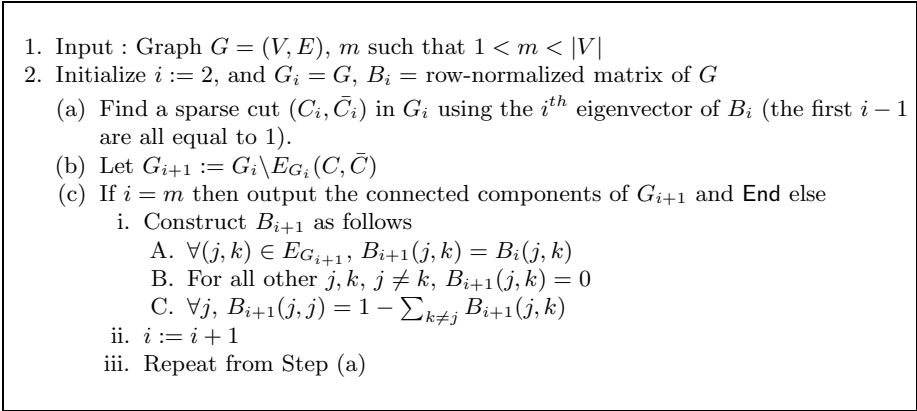 1. Input : Graph G = (V, E), m such that 1 < m < |V|
2. Initialize i := 2, and G_i = G, B_i = row-normalized matrix of G
(a) Find a sparse cut (C_i, C̄_i) in G_i using the i^{th} eigenvector of B_i (the first i − 1
are all equal to 1).
(b) Let G_{i+1} := G_i\E_{G_i}(C, C̄)
(c) If i = m then output the connected components of G_{i+1} and End else
i. Construct B_{i+1} as follows
A. ∀(j, k) ∈ E_{G_{i+1}}, B_{i+1}(j, k) = B_i(j, k)
B. For all other j, k, j ≠ k, B_{i+1}(j, k) = 0
C. ∀j, B_{i+1}(j, j) = 1 − ∑_{k≠j} B_{i+1}(j, k)
ii. i := i + 1
iii. Repeat from Step (a)